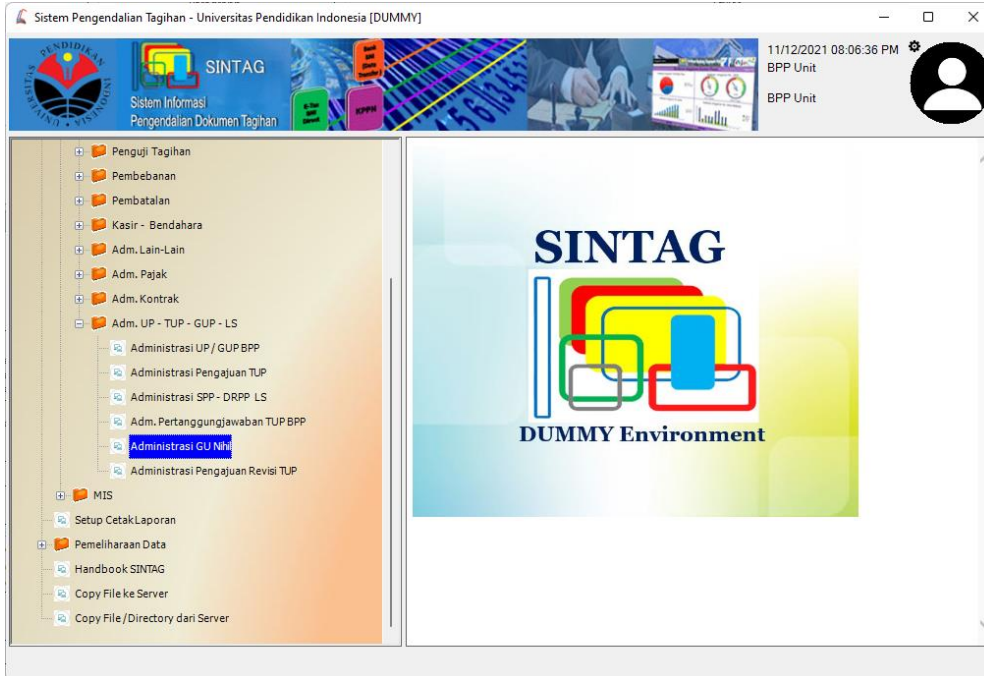 Sistem Pengendalian Tagihan - Universitas Pendidikan Indonesia [DUMMY]
PENDIDIKAN INDONESIA
UNIVERSITAS
SINTAG
Sistem Informasi
Pengendalian Dokumen Tagihan
KPPN
11/12/2021 08:06:36 PM
BPP Unit
BPP Unit
Penguji Tagihan
Pembebanan
Pembatalan
Kasir - Bendahara
Adm. Lain-Lain
Adm. Pajak
Adm. Kontrak
Adm. UP - TUP - GUP - LS
Administrasi UP / GUP BPP
Administrasi Pengajuan TUP
Administrasi SPP - DRPP LS
Adm. Pertanggungjawaban TUP BPP
Administrasi GU Nihil
Administrasi Pengajuan Revisi TUP
MIS
Setup Cetak Laporan
Pemeliharaan Data
Handbook SINTAG
Copy File ke Server
Copy File / Directory dari Server
SINTAG
DUMMY Environment